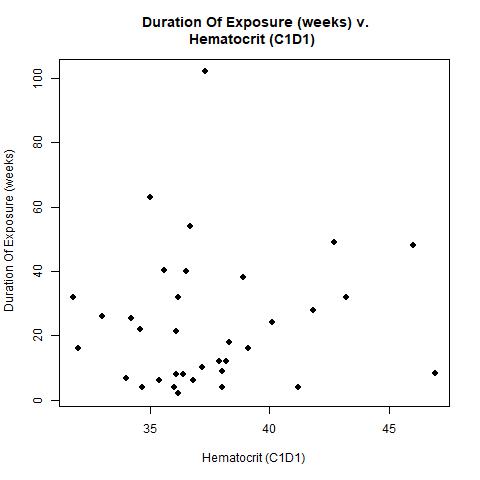 Duration Of Exposure (weeks) v.
Hematocrit (C1D1)
Duration Of Exposure (weeks)
100
80
60
40
20
0
35 40 45
Hematocrit (C1D1)